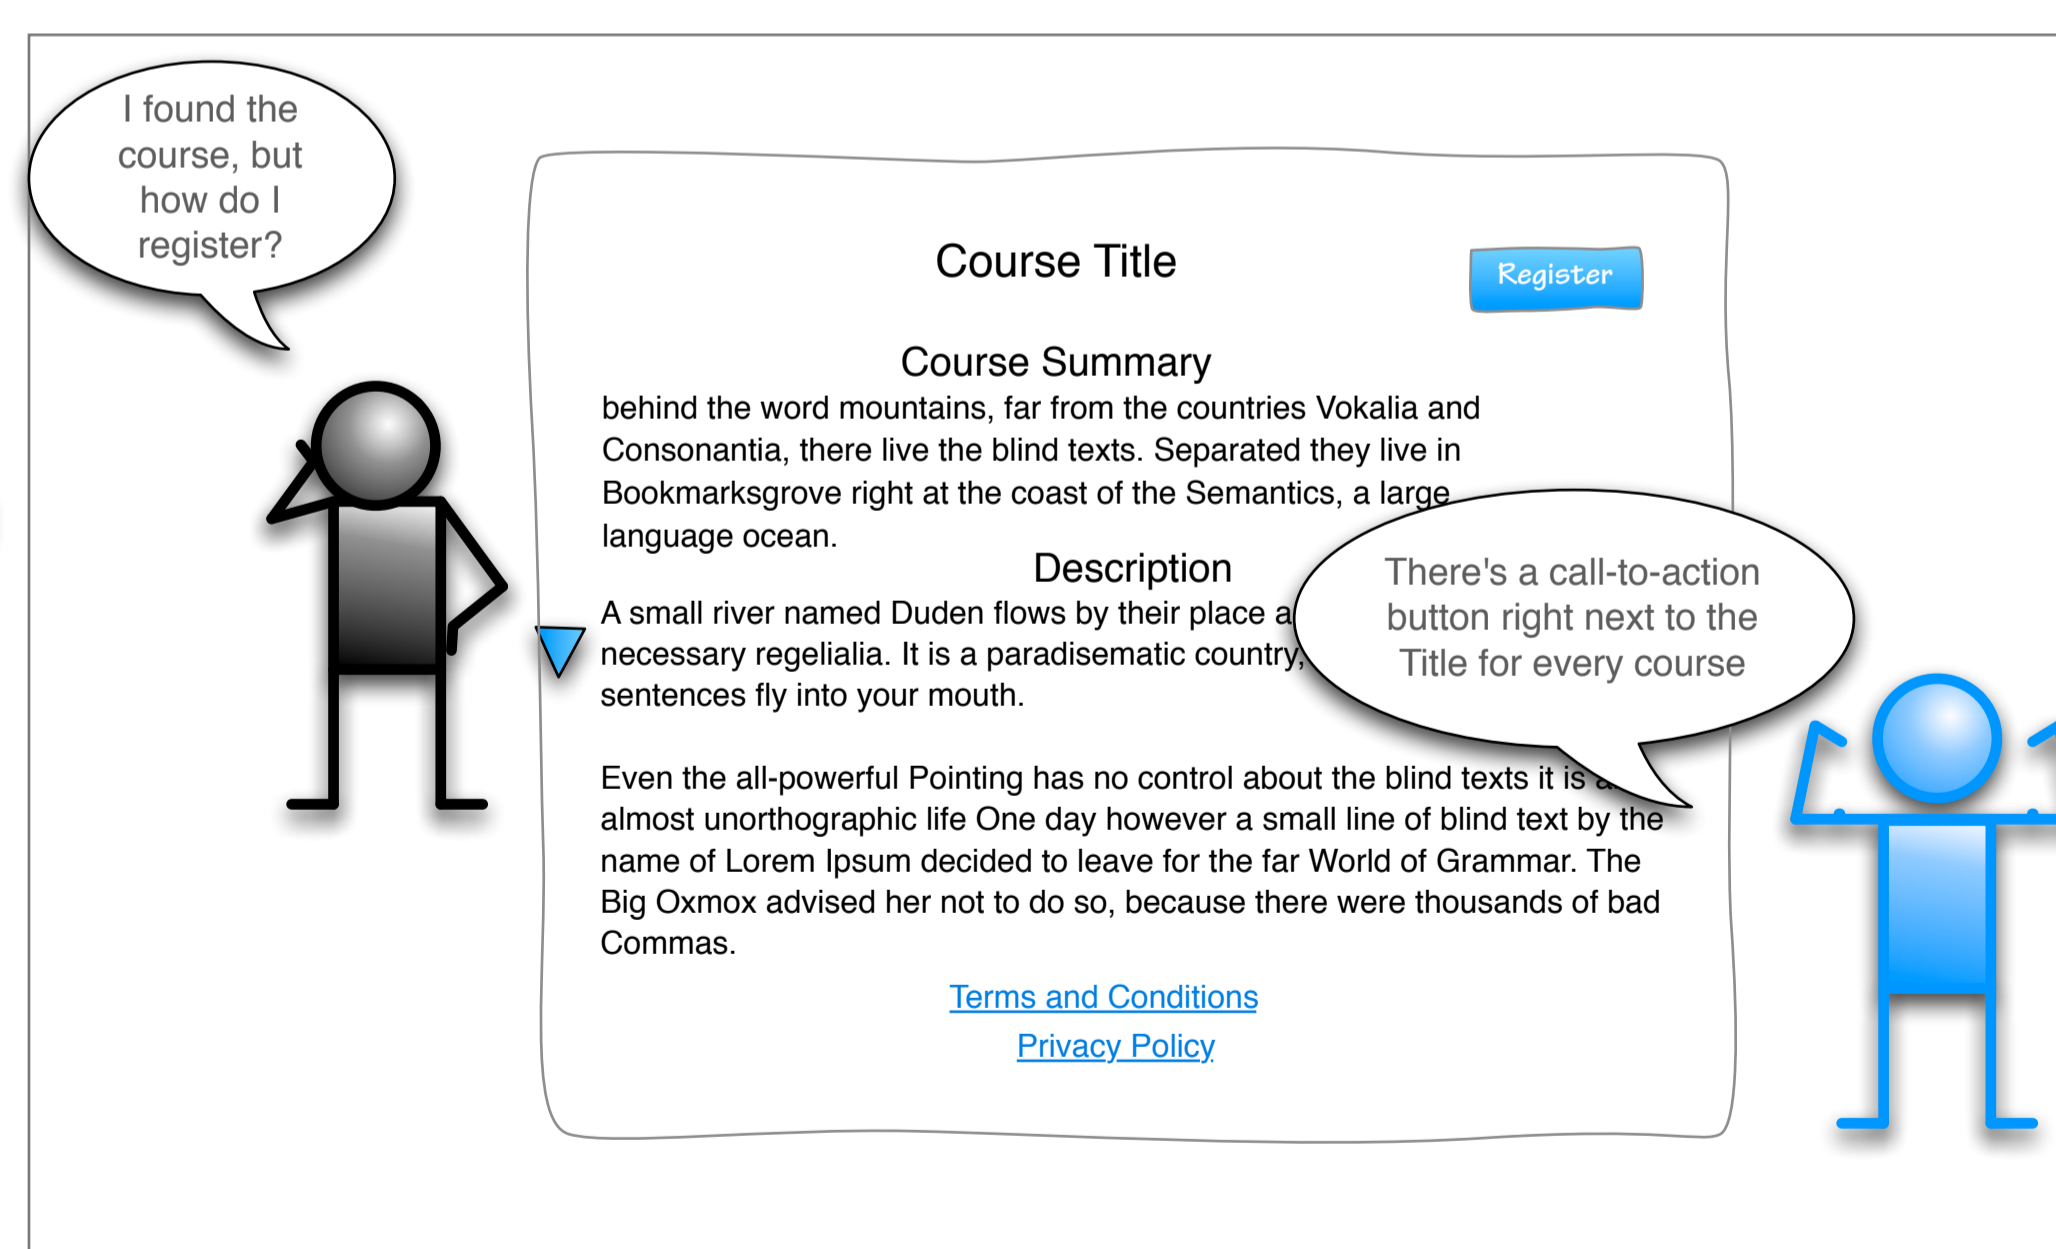 I found the
course, but
how do I
register?
Course Title
Register
Course Summary
behind the word mountains, far from the countries Vokalia and
Consonantia, there live the blind texts. Separated they live in
Bookmarksgrove right at the coast of the Semantics, a large
language ocean.
Description
A small river named Duden flows by their place
necessary regelialia. It is a paradisematic country,
sentences fly into your mouth.
There's a call-to-action
button right next to the
Title for every course
Even the all-powerful Pointing has no control about the blind texts it is
almost unorthographic life One day however a small line of blind text by the
name of Lorem Ipsum decided to leave for the far World of Grammar. The
Big Oxmox advised her not to do so, because there were thousands of bad
Commas.
Terms and Conditions
Privacy Policy